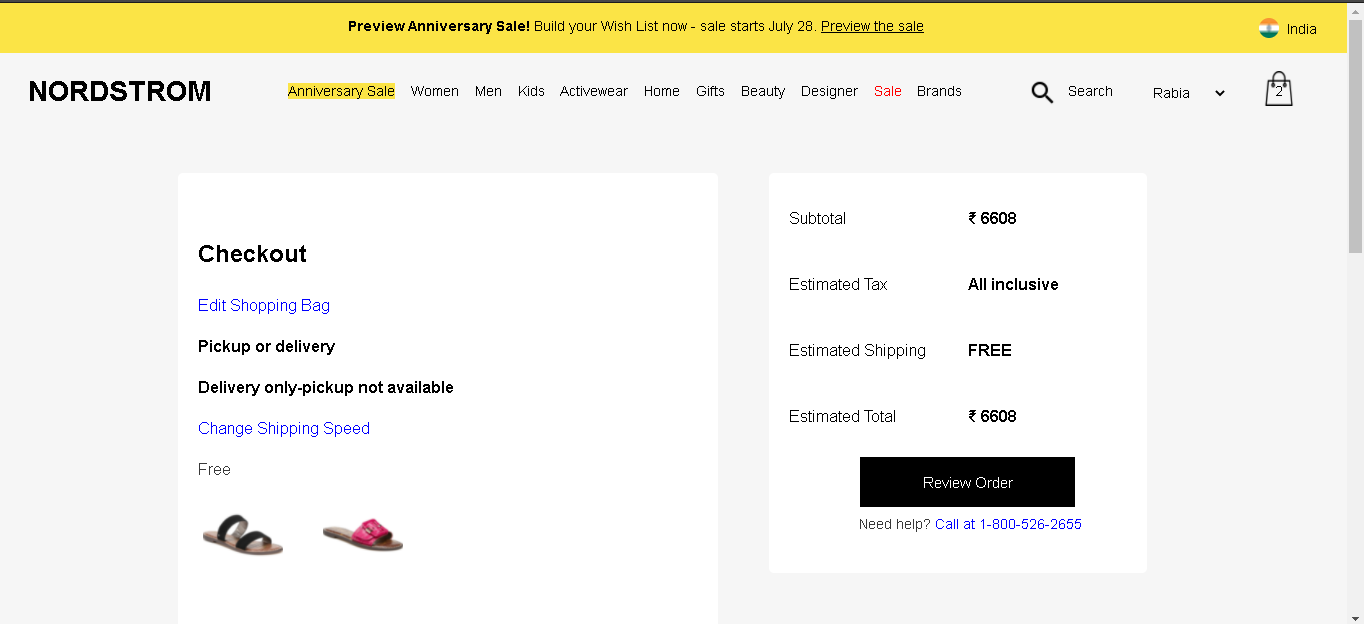 Preview Anniversary Sale! Build your Wish List now - sale starts July 28. Preview the sale
India
NORDSTROM
Anniversary Sale Women Men Kids Activewear Home Gifts Beauty Designer Sale Brands
Search
Rabia
2
Checkout
Edit Shopping Bag
Pickup or delivery
Delivery only-pickup not available
Change Shipping Speed
Free
Subtotal ₹ 6608
Estimated Tax All inclusive
Estimated Shipping FREE
Estimated Total ₹ 6608
Review Order
Need help? Call at 1-800-526-2655